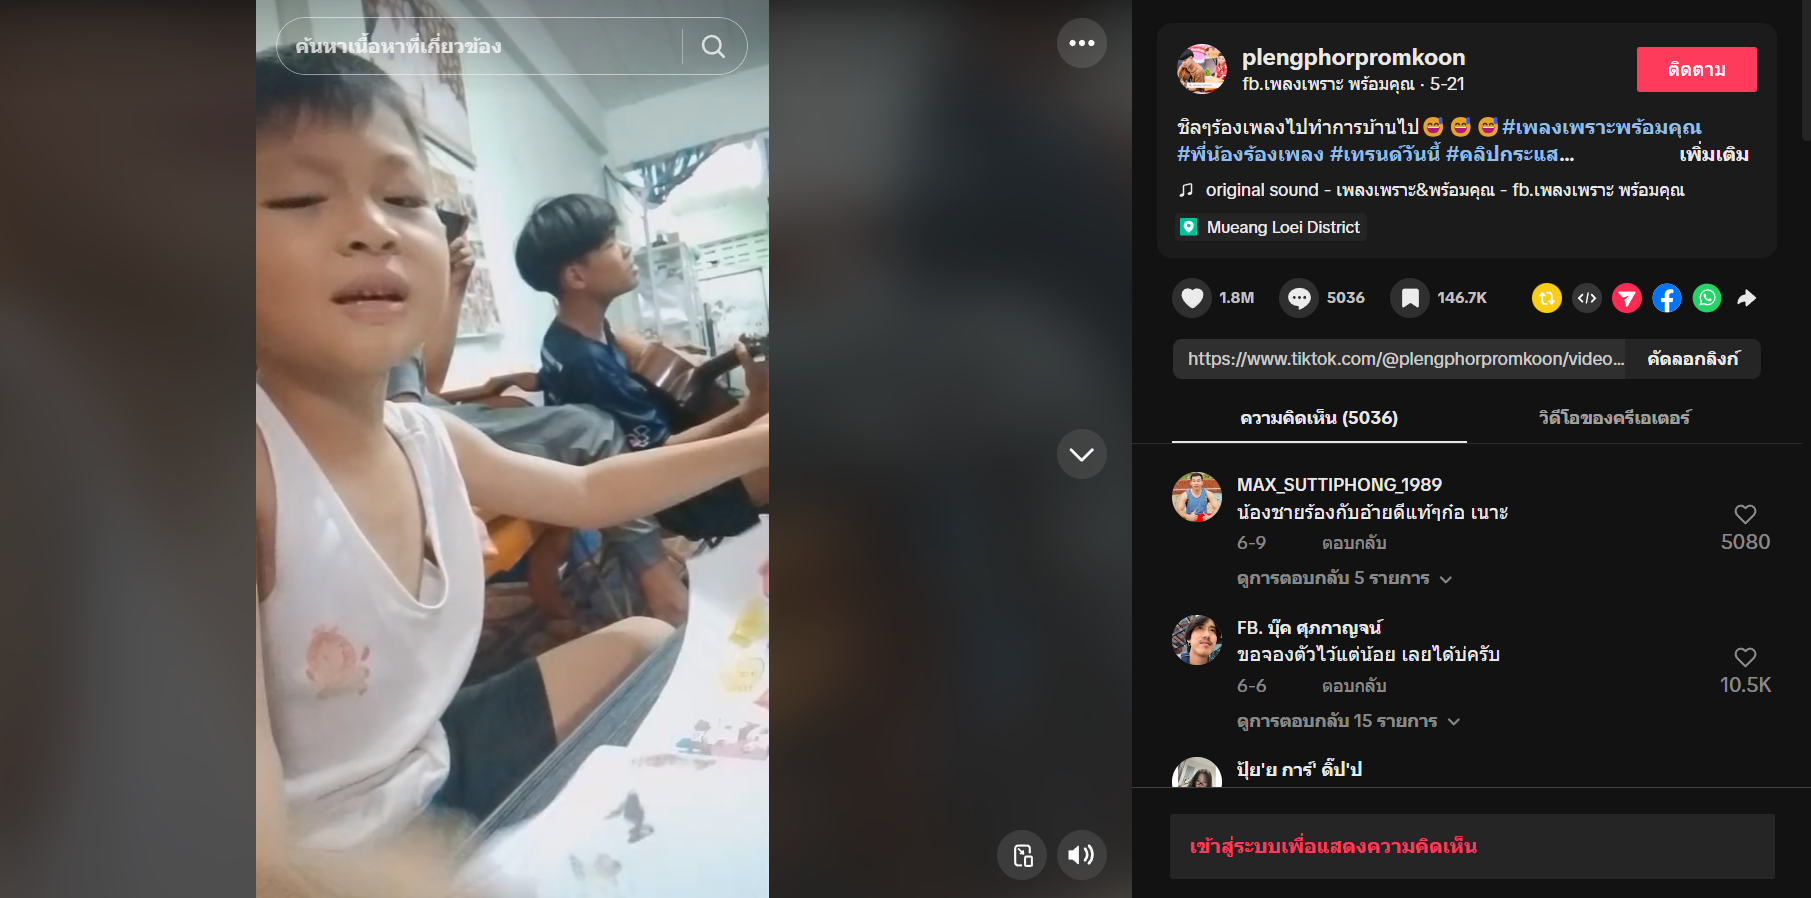 ค้นหาเนื้อหาที่เกี่ยวข้อง
plengphorpromkoon
fb.เพลงเพราะ พร้อมคุณ · 5-21
ติดตาม
ชิลๆร้องเพลงไปทำการบ้านไป😅 😅 😅#เพลงเพราะพร้อมคุณ
#พี่น้องร้องเพลง #เทรนด์วันนี้ #คลิปกระแส...
เพิ่มเติม
original sound - เพลงเพราะ&พร้อมคุณ - fb.เพลงเพราะ พร้อมคุณ
Mueang Loei District
1.8M
5036
146.7K
https://www.tiktok.com/@plengphorpromkoon/video...
คัดลอกลิงก์
ความคิดเห็น (5036)
วิดีโอของครีเอเตอร์
MAX_SUTTIPHONG_1989
น้องชายร้องกับอ้ายดีแท้ๆก๋อ เนาะ
6-9 ตอบกลับ
5080
ดูการตอบกลับ 5 รายการ
FB. บุ๊ค ศุภกาญจน์
ขอจองตัวไว้แต่น้อย เลยได้บ่ครับ
6-6 ตอบกลับ
10.5K
ดูการตอบกลับ 15 รายการ
ปุ้ย'ย การ์' ดิ๊ป'ป
เข้าสู่ระบบเพื่อแสดงความคิดเห็น